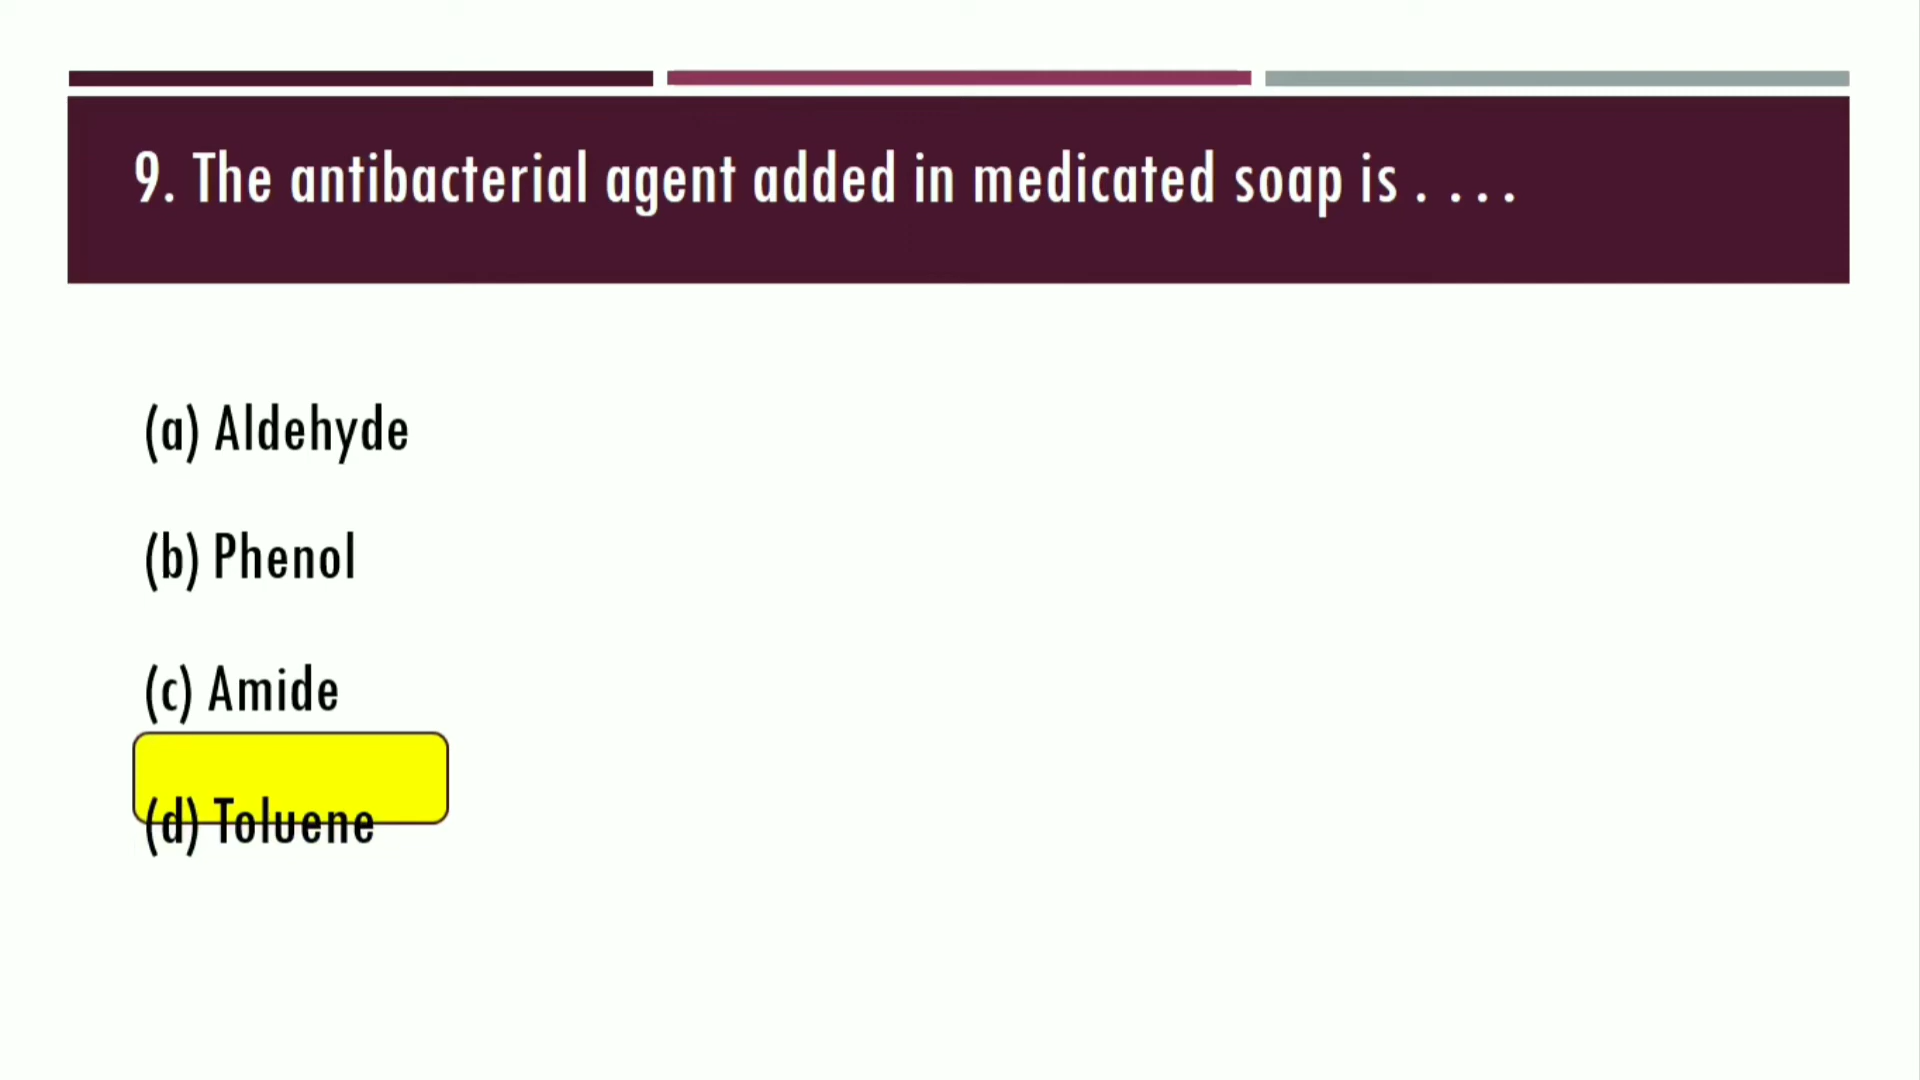 9. The antibacterial agent added in medicated soap is . . . .
(a) Aldehyde
(b) Phenol
(c) Amide
(d) Toluene